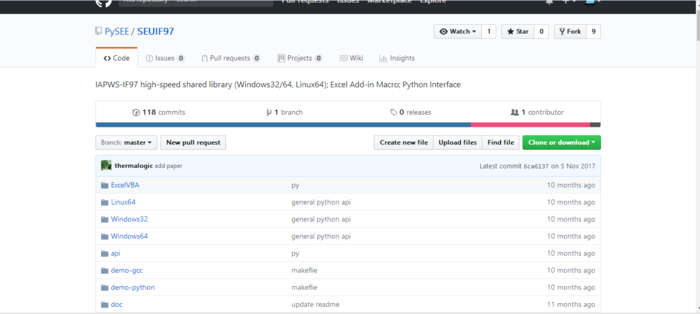 Pull requests Issues Marketplace Explore
PySEE / SEUIF97
Watch 1 Star 0 Fork 9
Code Issues 0 Pull requests 0 Projects 0 Wiki Insights
IAPWS-IF97 high-speed shared library (Windows32/64, Linux64); Excel Add-in Macro; Python Interface
118 commits 1 branch 0 releases 1 contributor
Branch: master New pull request Create new file Upload files Find file Clone or download
thermalogic add paper Latest commit 6ca6137 on 5 Nov 2017
ExcelVBA py 10 months ago
Linux64 general python api 10 months ago
Windows32 general python api 10 months ago
Windows64 general python api 10 months ago
api py 10 months ago
demo-gcc makeflie 10 months ago
demo-python makeflie 10 months ago
doc update readme 11 months ago